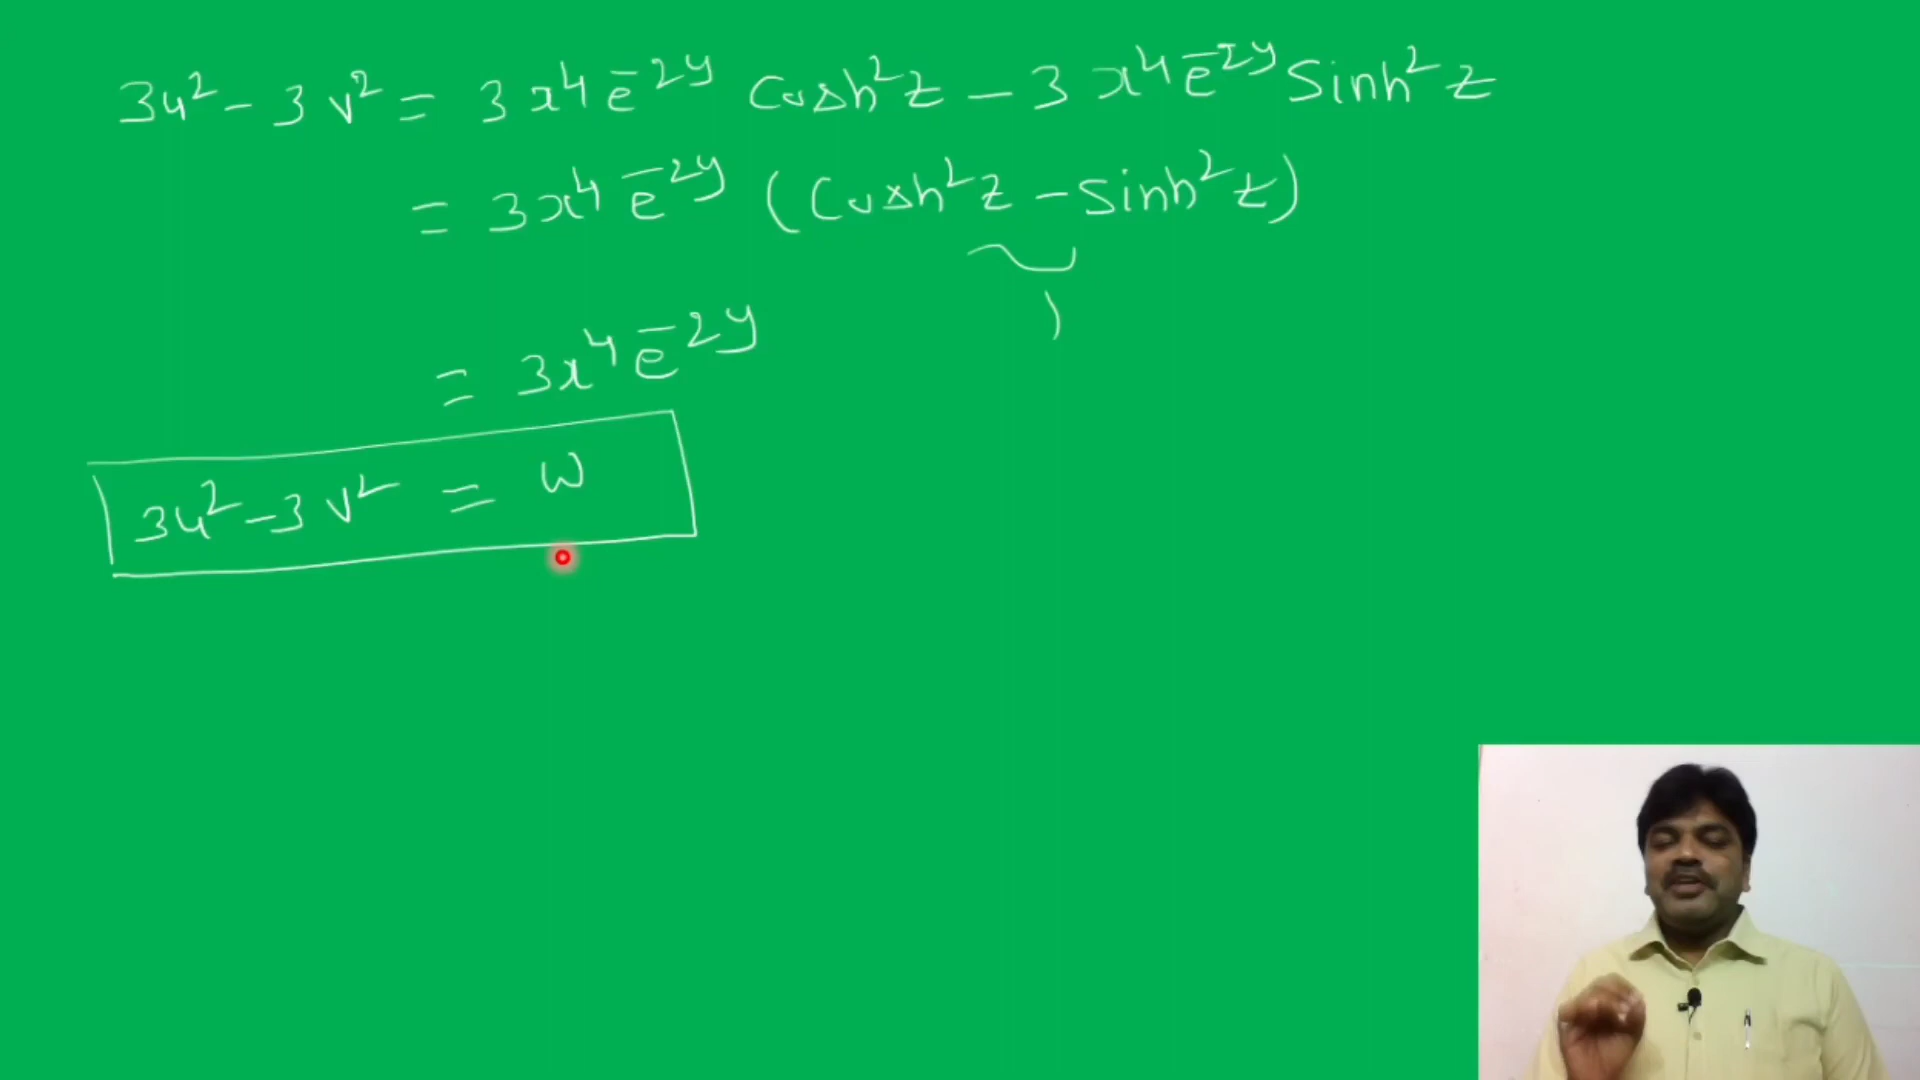 3u² - 3v² = 3x⁴e⁻²ʸ Cosh²z - 3x⁴e⁻²ʸ Sinh²z
= 3x⁴e⁻²ʸ (Cosh²z - Sinh²z)
1
= 3x⁴e⁻²ʸ
3u² - 3v² = w